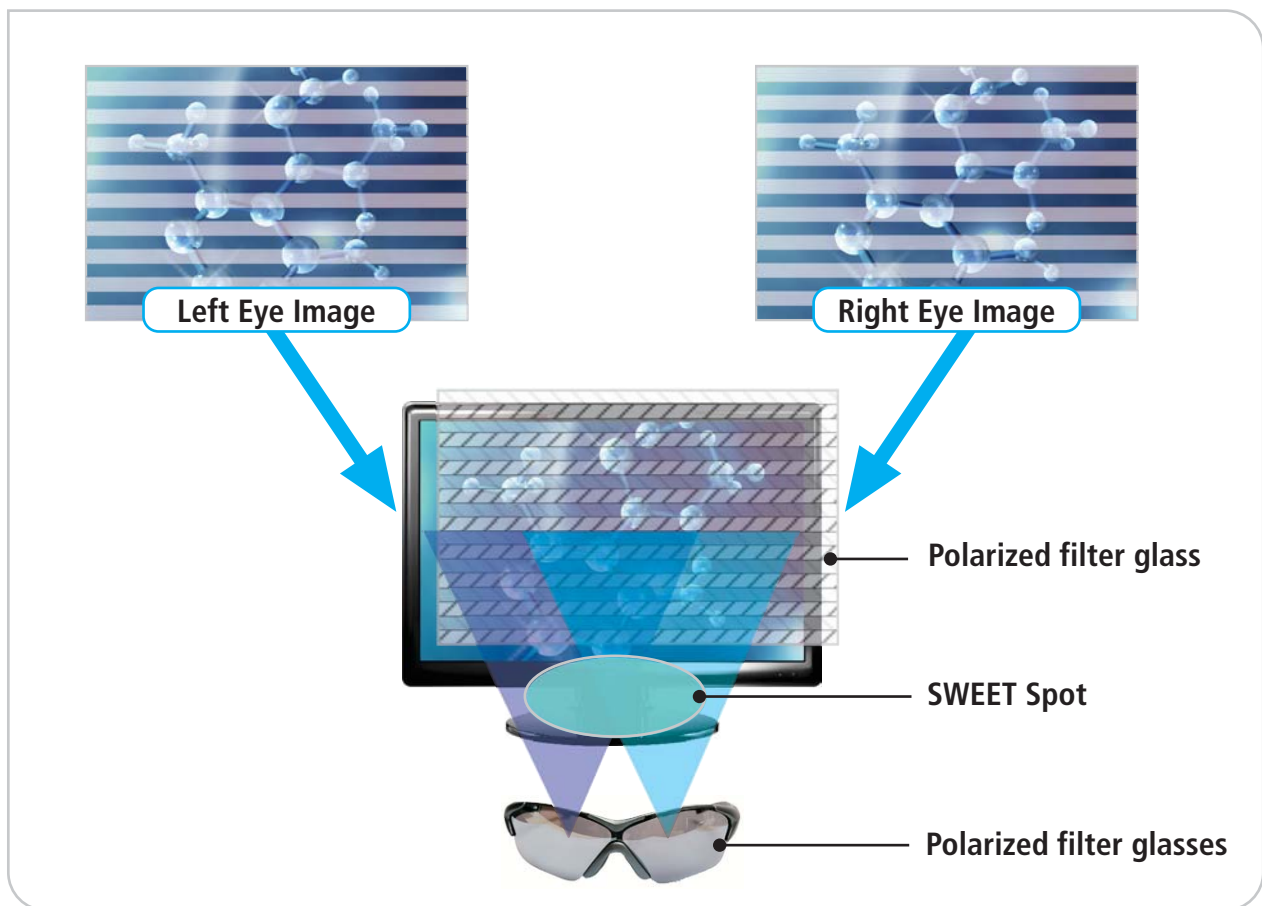 Left Eye Image
Right Eye Image
Polarized filter glass
SWEET Spot
Polarized filter glasses